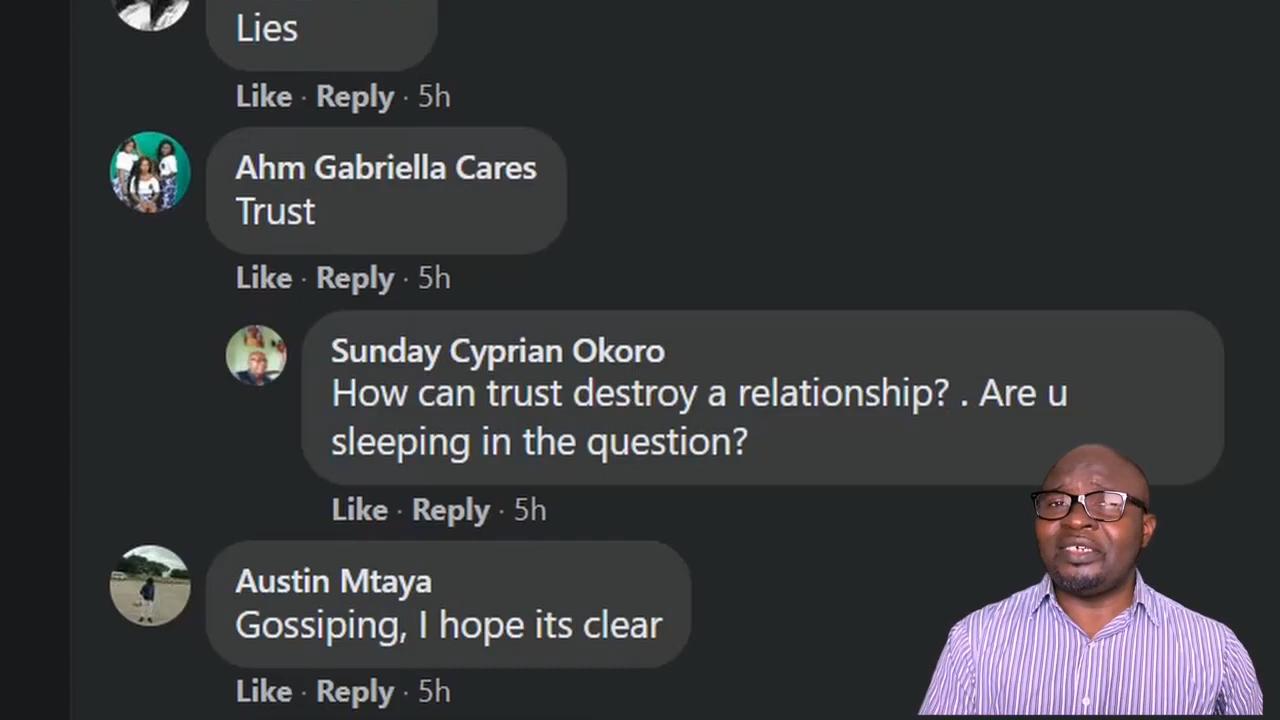 Lies
Like · Reply · 5h
Ahm Gabriella Cares
Trust
Like · Reply · 5h
Sunday Cyprian Okoro
How can trust destroy a relationship? . Are u
sleeping in the question?
Like · Reply · 5h
Austin Mtaya
Gossiping, I hope its clear
Like · Reply · 5h